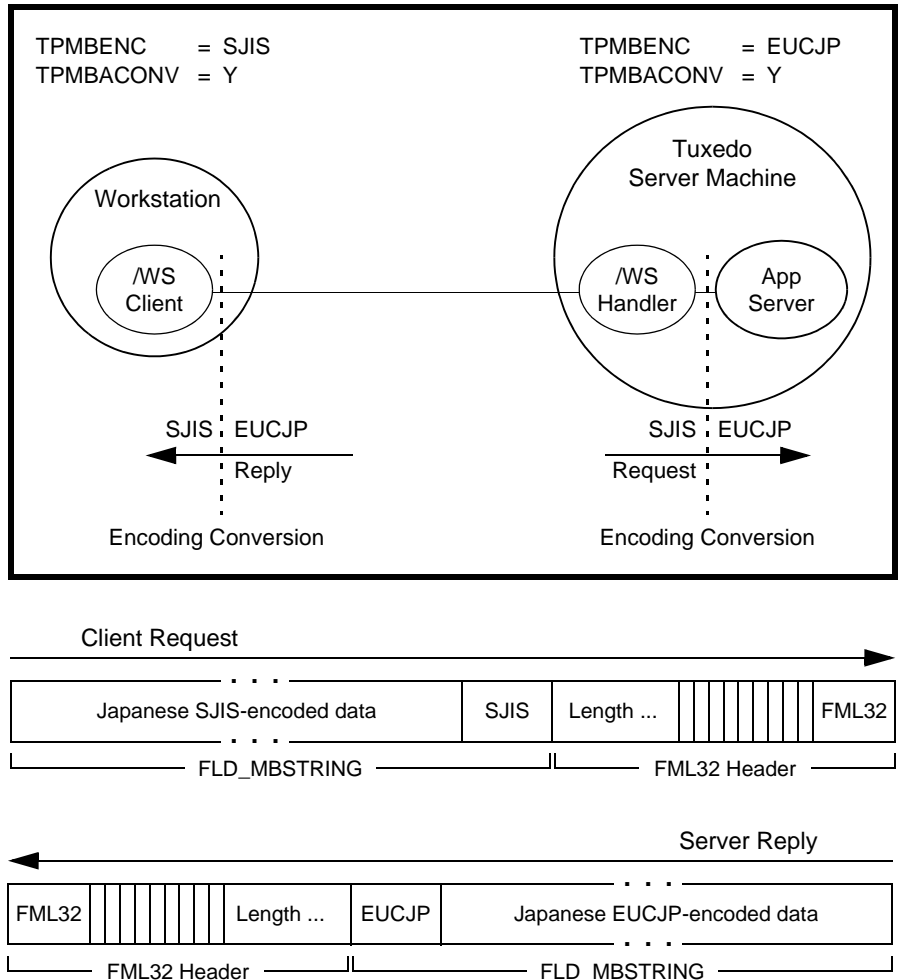 TPMBENC = SJIS
TPMBACONV = Y
TPMBENC = EUCJP
TPMBACONV = Y
Workstation
/WS
Client
Tuxedo
Server Machine
/WS
Handler
App
Server
SJIS EUCJP
Reply
Encoding Conversion
SJIS EUCJP
Request
Encoding Conversion
Client Request
Japanese SJIS-encoded data SJIS Length ... FML32
FLD_MBSTRING FML32 Header
Server Reply
FML32 Length ... EUCJP Japanese EUCJP-encoded data
FML32 Header FLD_MBSTRING